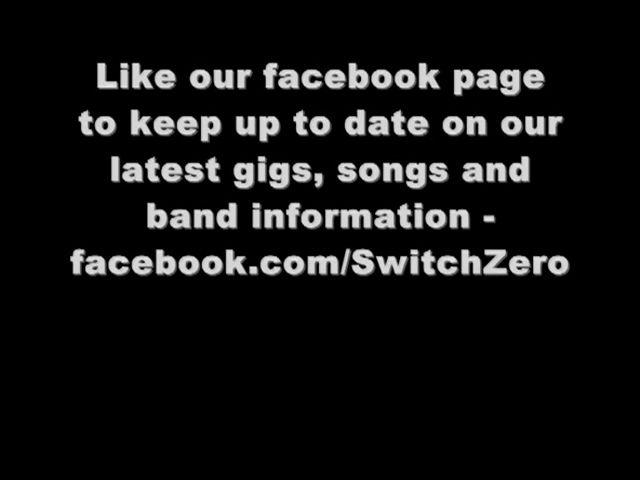 Like our facebook page
to keep up to date on our
latest gigs, songs and
band information -
facebook.com/SwitchZero